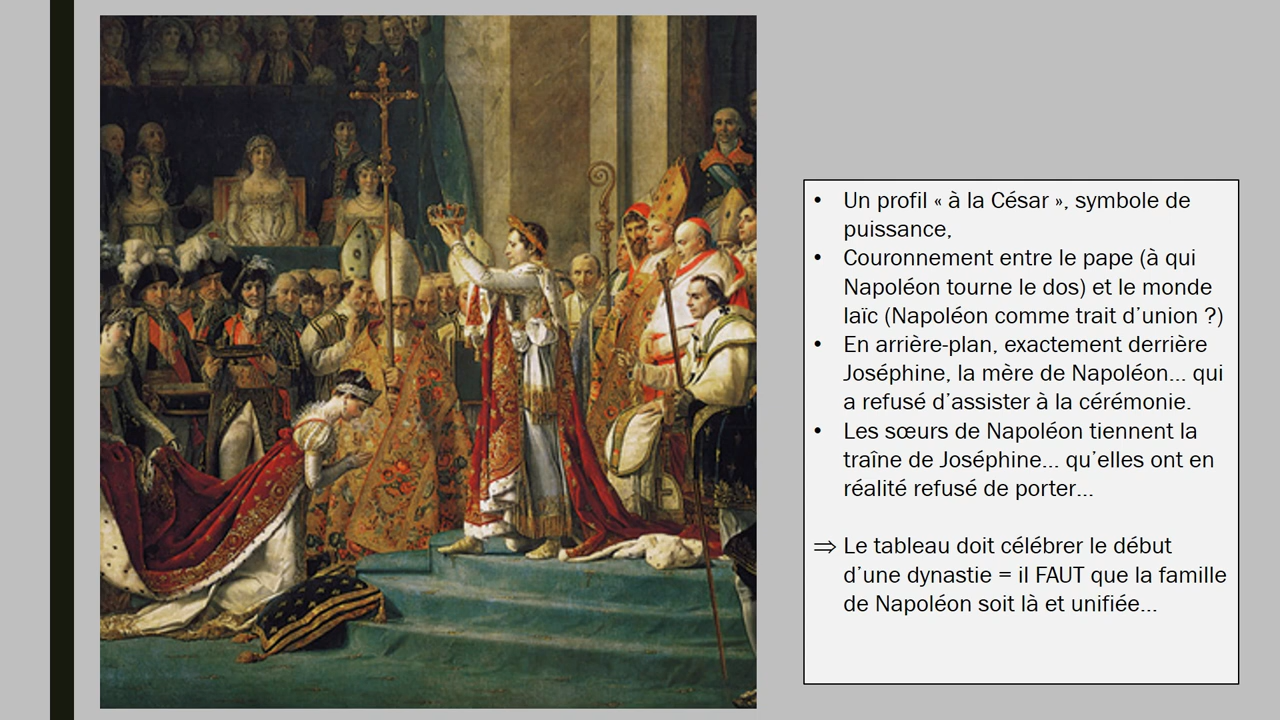 • Un profil « à la César », symbole de
puissance,
• Couronnement entre le pape (à qui
Napoléon tourne le dos) et le monde
laïc (Napoléon comme trait d’union ?)
• En arrière-plan, exactement derrière
Joséphine, la mère de Napoléon... qui
a refusé d’assister à la cérémonie.
• Les sœurs de Napoléon tiennent la
traîne de Joséphine... qu’elles ont en
réalité refusé de porter...
⇒ Le tableau doit célébrer le début
d’une dynastie = il FAUT que la famille
de Napoléon soit là et unifiée...